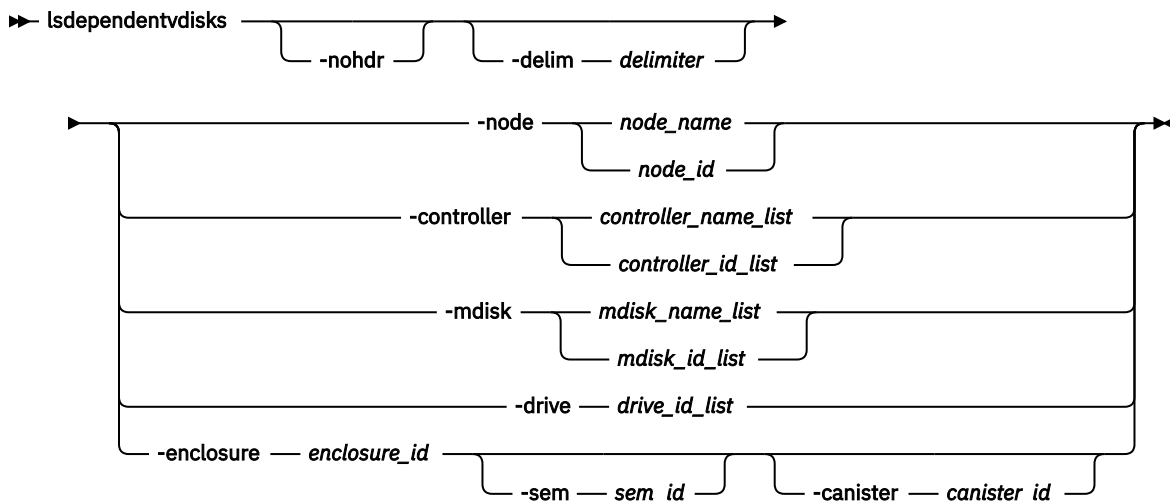 lsdependentvdisks
-nohdr
-delim delimiter
-node node_name
node_id
-controller controller_name_list
controller_id_list
-mdisk mdisk_name_list
mdisk_id_list
-drive drive_id_list
-enclosure enclosure_id
-sem sem_id
-canister canister_id